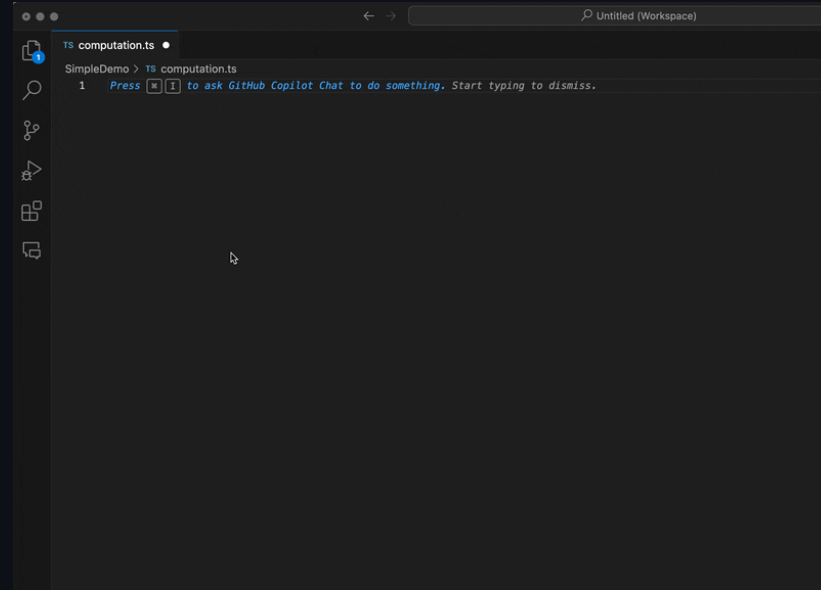 Untitled (Workspace)
TS computation.ts
1
SimpleDemo > TS computation.ts
1 Press ⌘ I to ask GitHub Copilot Chat to do something. Start typing to dismiss.